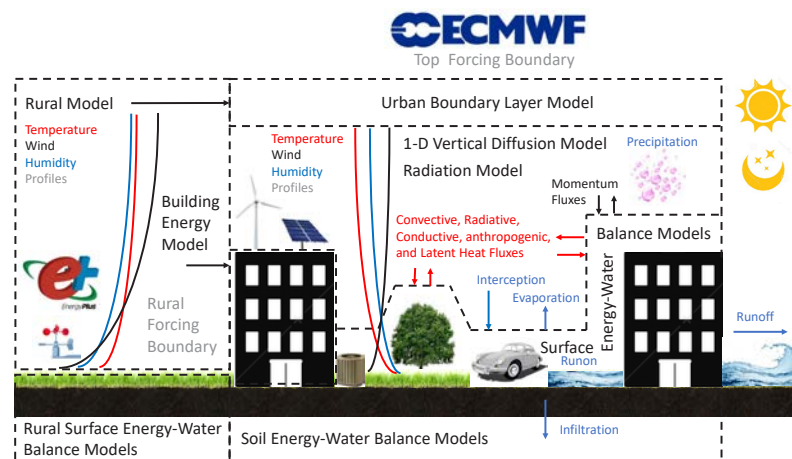 ECMWF
Top Forcing Boundary
Rural Model
Urban Boundary Layer Model
Temperature
Wind
Humidity
Profiles
Temperature
Wind
Humidity
Profiles
1-D Vertical Diffusion Model
Radiation Model
Precipitation
Building
Energy
Model
Momentum
Fluxes
Convective, Radiative,
Conductive, anthropogenic,
and Latent Heat Fluxes
Balance Models
Energy-Water
Surface
e+
EnergyPlus
Rural
Forcing
Boundary
Interception
Evaporation
Runon
Runoff
Rural Surface Energy-Water
Balance Models
Soil Energy-Water Balance Models
Infiltration